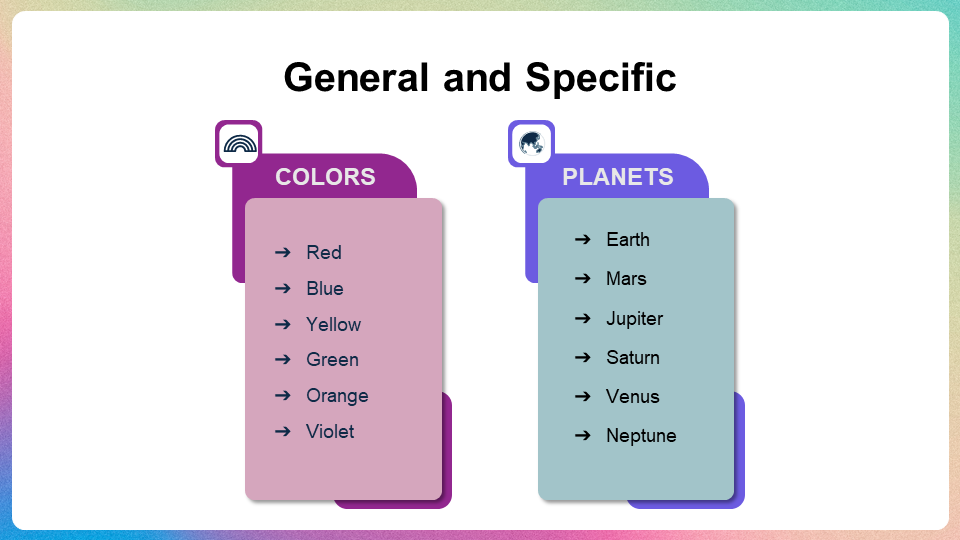 General and Specific
COLORS
➔ Red
➔ Blue
➔ Yellow
➔ Green
➔ Orange
➔ Violet
PLANETS
➔ Earth
➔ Mars
➔ Jupiter
➔ Saturn
➔ Venus
➔ Neptune